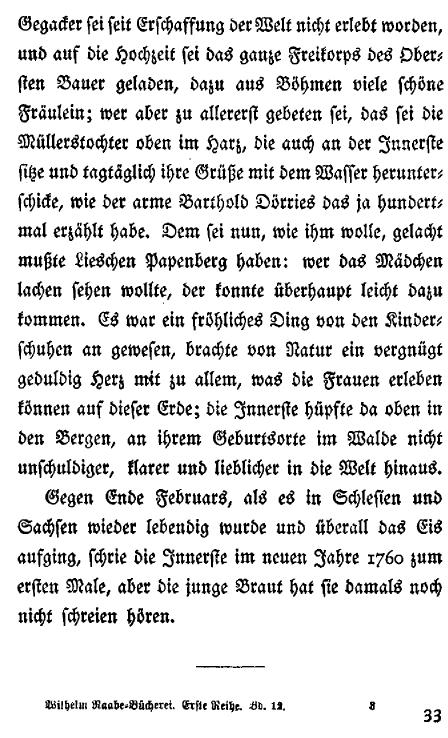 Gegacker sei seit Erschaffung der Welt nicht erlebt worden,
und auf die Hochzeit sei das ganze Freikorps des Ober-
sten Bauer geladen, dazu aus Böhmen viele schöne
Fräulein; wer aber zu allererst gebeten sei, das sei die
Müllerstochter oben im Harz, die auch an der Innerste
sitze und tagtäglich ihre Grüße mit dem Wasser herunter-
schicke, wie der arme Barthold Dörries das ja hundert-
mal erzählt habe. Dem sei nun, wie ihm wolle, gelacht
mußte Lieschen Papenberg haben: wer das Mädchen
lachen sehen wollte, der konnte überhaupt leicht dazu
kommen. Es war ein fröhliches Ding von den Kinder-
schuhen an gewesen, brachte von Natur ein vergnügt
geduldig Herz mit zu allem, was die Frauen erleben
können auf dieser Erde; die Innerste hüpfte da oben in
den Bergen, an ihrem Geburtsorte im Walde nicht
unschuldiger, klarer und lieblicher in die Welt hinaus.
Gegen Ende Februars, als es in Schlesien und
Sachsen wieder lebendig wurde und überall das Eis
aufging, schrie die Innerste im neuen Jahre 1760 zum
ersten Male, aber die junge Braut hat sie damals noch
nicht schreien hören.
Wilhelm Raabe-Bücherei. Erste Reihe. Bd. 12. 3
33